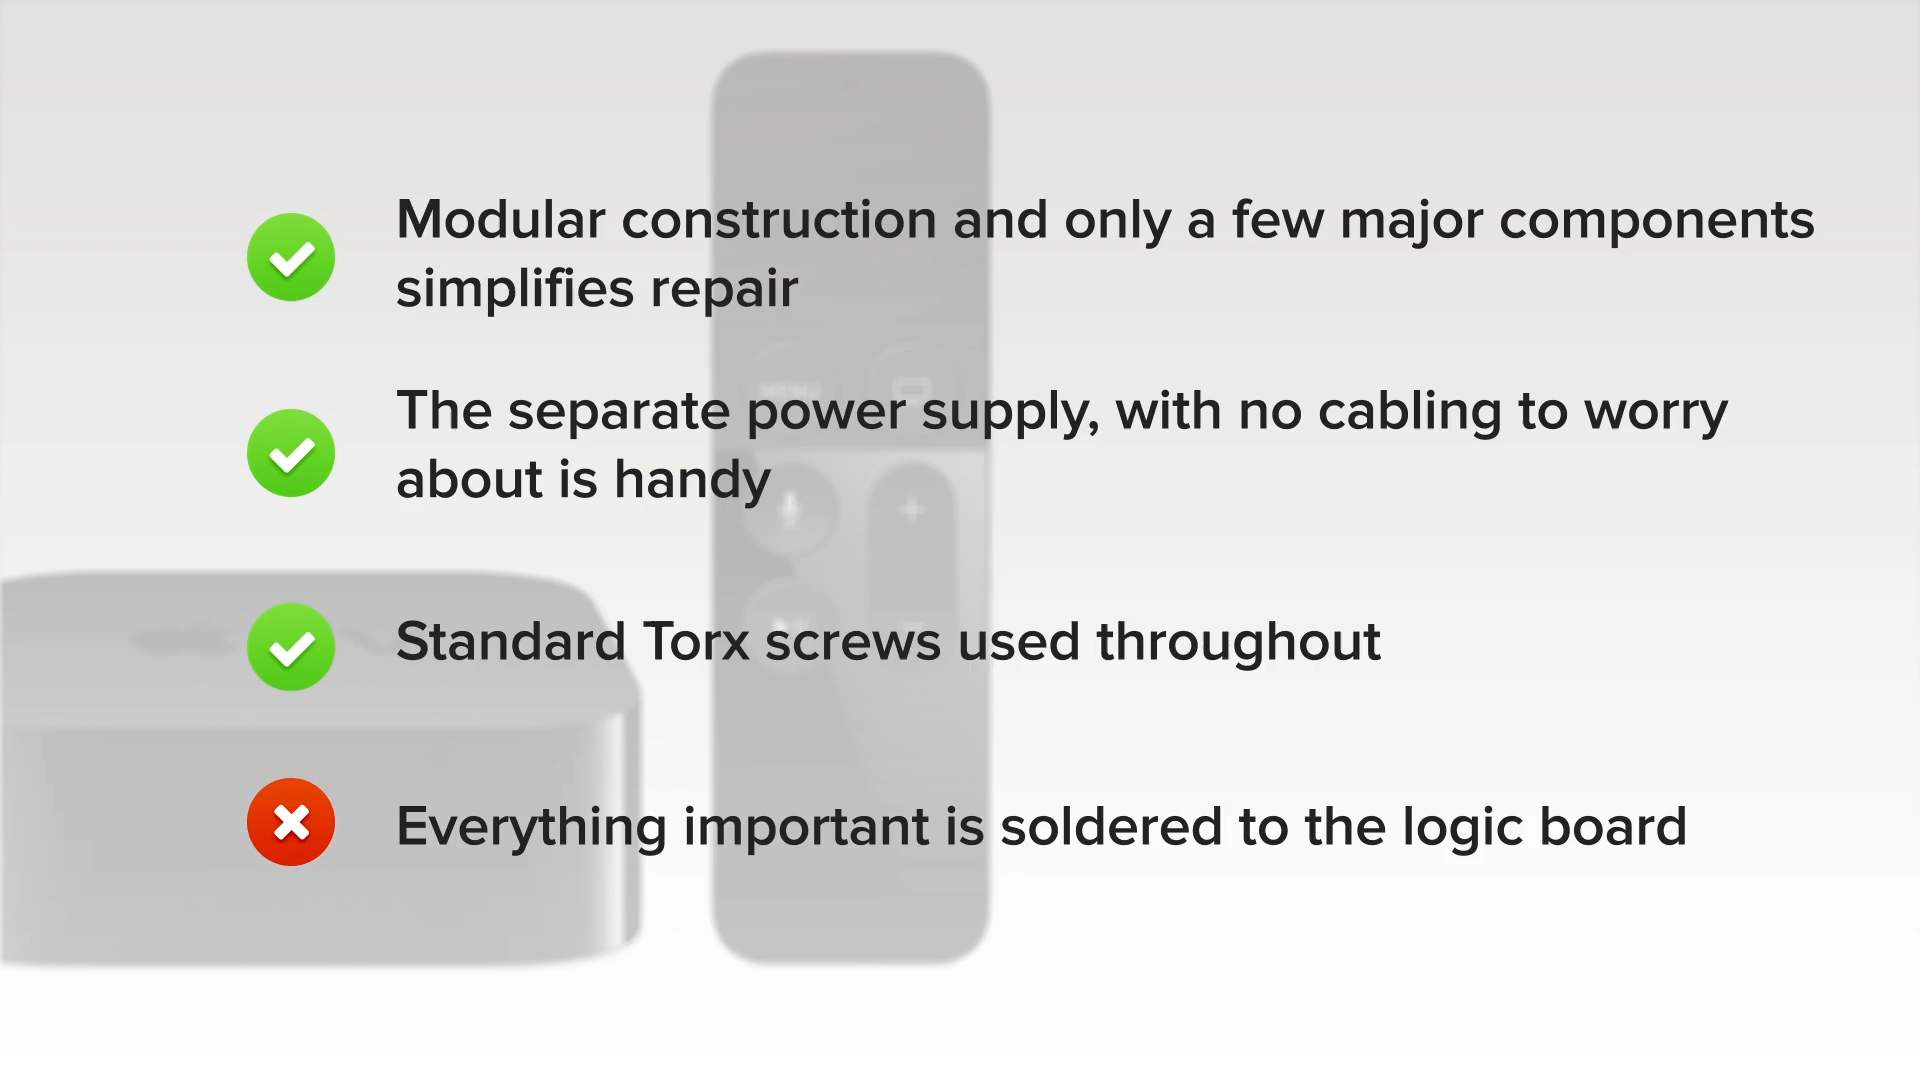 Modular construction and only a few major components
simplifies repair
The separate power supply, with no cabling to worry
about is handy
Standard Torx screws used throughout
Everything important is soldered to the logic board